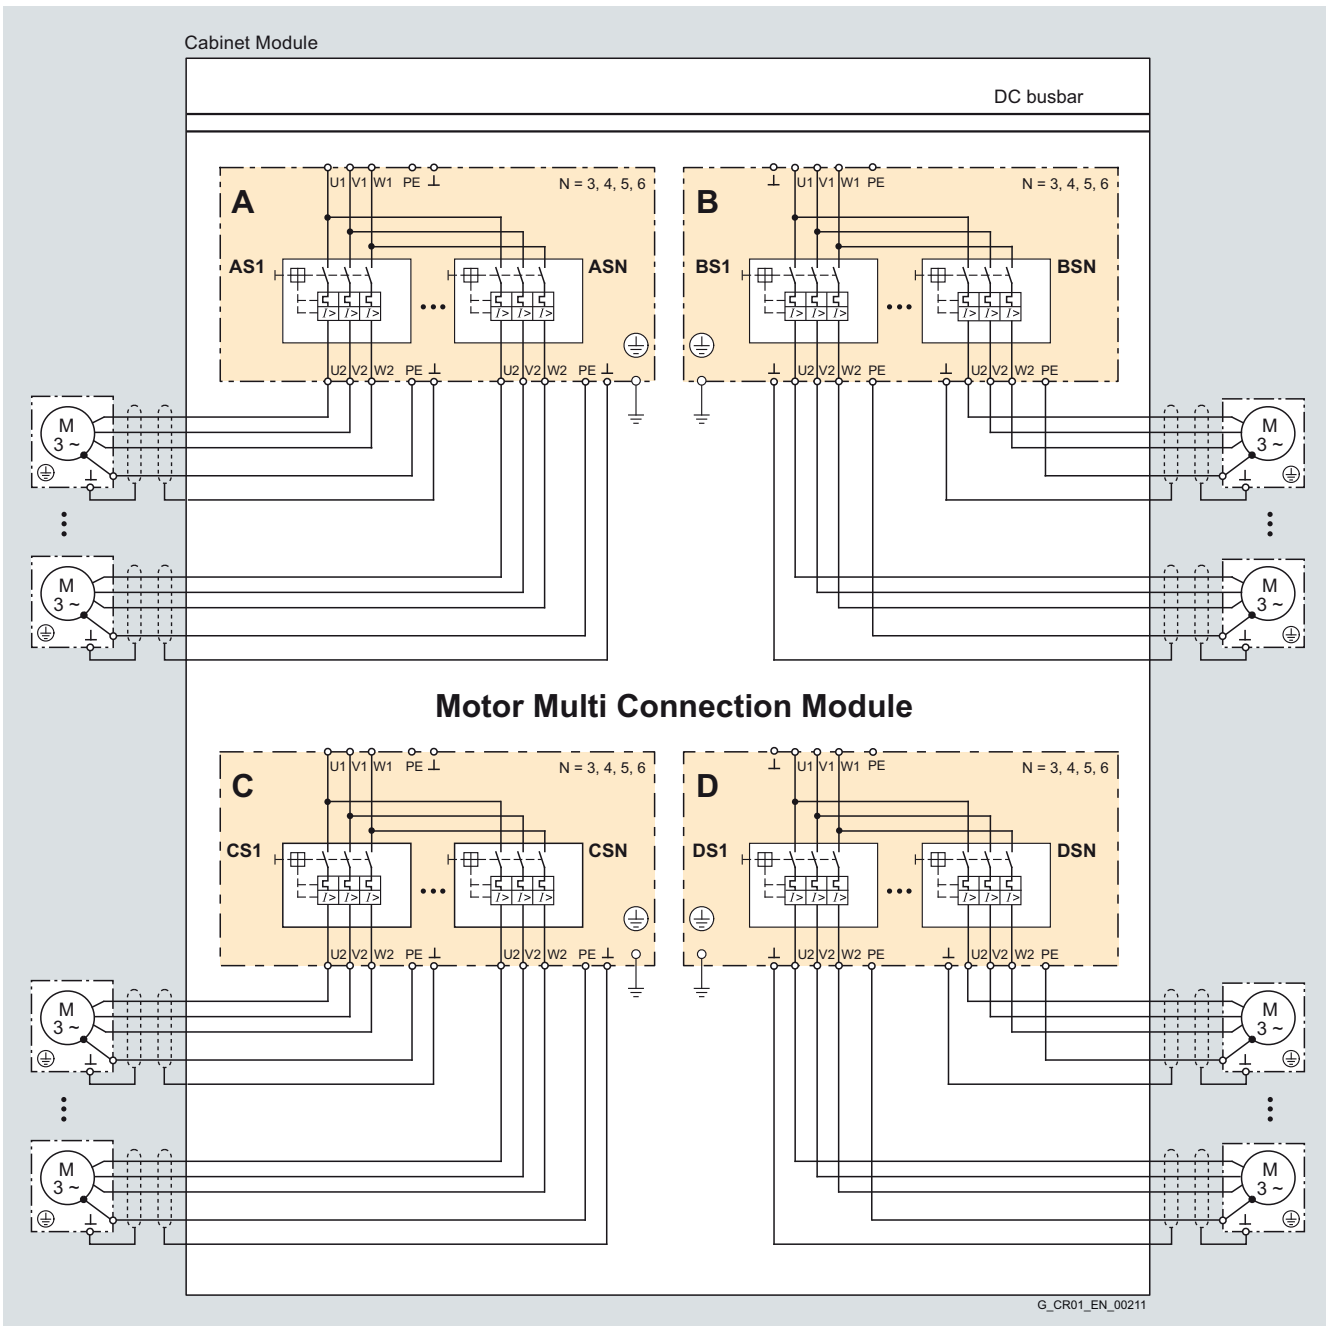 Cabinet Module
DC busbar
U1 V1 W1 PE ⊥ N = 3, 4, 5, 6
A
AS1 ASN
I> I> I> I> I> I>
U2 V2 W2 PE ⊥ U2 V2 W2 PE ⊥
⊥ U1 V1 W1 PE N = 3, 4, 5, 6
B
BS1 BSN
I> I> I> I> I> I>
⊥ U2 V2 W2 PE ⊥ U2 V2 W2 PE
M
3 ~
M
3 ~
M
3 ~
M
3 ~
Motor Multi Connection Module
U1 V1 W1 PE ⊥ N = 3, 4, 5, 6
C
CS1 CSN
I> I> I> I> I> I>
U2 V2 W2 PE ⊥ U2 V2 W2 PE ⊥
⊥ U1 V1 W1 PE N = 3, 4, 5, 6
D
DS1 DSN
I> I> I> I> I> I>
⊥ U2 V2 W2 PE ⊥ U2 V2 W2 PE
M
3 ~
M
3 ~
M
3 ~
M
3 ~
G_CR01_EN_00211